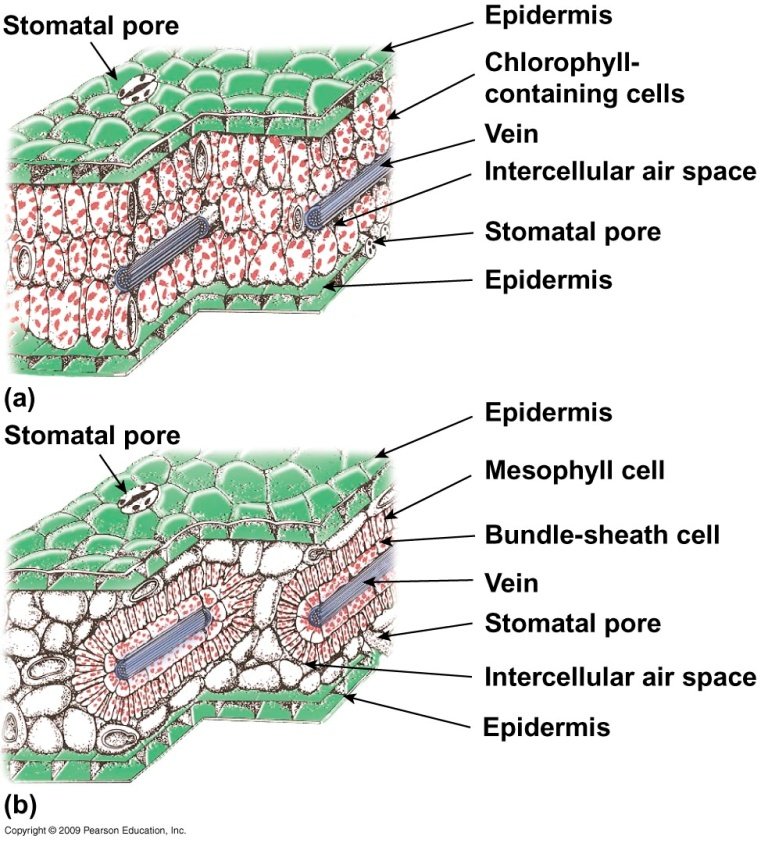 Stomatal pore
Epidermis
Chlorophyll-
containing cells
Vein
Intercellular air space
Stomatal pore
Epidermis
(a)
Stomatal pore
Epidermis
Mesophyll cell
Bundle-sheath cell
Vein
Stomatal pore
Intercellular air space
Epidermis
(b)
Copyright © 2009 Pearson Education, Inc.